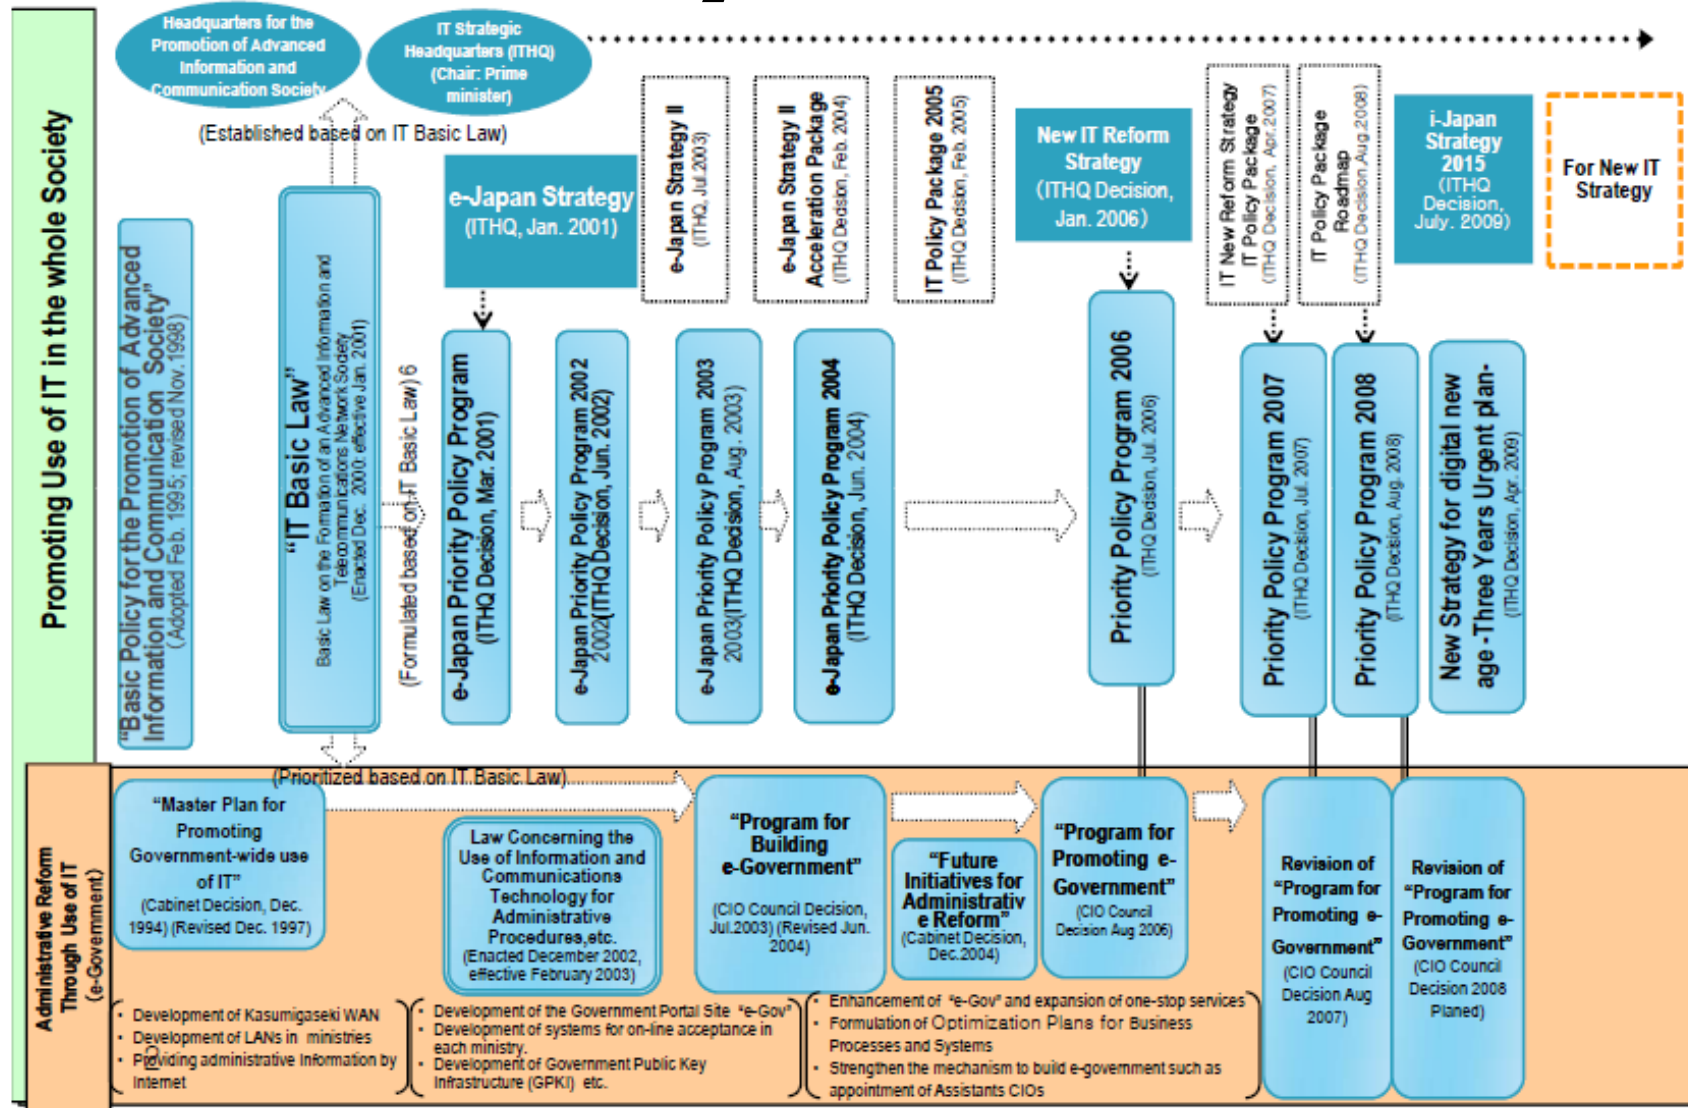 Promoting Use of IT in the whole Society
Headquarters for the
Promotion of Advanced
Information and
Communication Society
IT Strategic
Headquarters (ITHQ)
(Chair: Prime
minister)
(Established based on IT Basic Law)
"Basic Policy for the Promotion of Advanced
Information and Communication Society"
(Adopted Feb. 1995; revised Nov. 1998)
"IT Basic Law"
Basic Law on the Formation of an Advanced Information and
Telecommunications Network Society
(Enacted Dec. 2000: effective Jan. 2001)
(Formulated based on IT Basic Law) 6
e-Japan Strategy
(ITHQ, Jan. 2001)
e-Japan Strategy II
(ITHQ, Jul.2003)
e-Japan Strategy II
Acceleration Package
(ITHQ Decision, Feb. 2004)
IT Policy Package 2005
(ITHQ Decision, Feb. 2005)
New IT Reform
Strategy
(ITHQ Decision,
Jan. 2006)
IT New Reform Strategy
IT Policy Package
(ITHQ Decision, Apr.2007)
IT Policy Package
Roadmap
(ITHQ Decision,Aug.2008)
i-Japan
Strategy
2015
(ITHQ
Decision,
July. 2009)
For New IT
Strategy
e-Japan Priority Policy Program
(ITHQ Decision, Mar. 2001)
e-Japan Priority Policy Program 2002
2002(ITHQ Decision, Jun. 2002)
e-Japan Priority Policy Program 2003
2003(ITHQ Decision, Aug. 2003)
e-Japan Priority Policy Program 2004
(ITHQ Decision, Jun. 2004)
Priority Policy Program 2006
(ITHQ Decision, Jul. 2006)
Priority Policy Program 2007
(ITHQ Decision, Jul. 2007)
Priority Policy Program 2008
(ITHQ Decision, Aug. 2008)
New Strategy for digital new
age -Three Years Urgent plan-
(ITHQ Decision, Apr. 2009)
Administrative Reform
Through Use of IT
(e-Government)
(Prioritized based on IT Basic Law)
"Master Plan for
Promoting
Government-wide use
of IT"
(Cabinet Decision, Dec.
1994) (Revised Dec. 1997)
Law Concerning the
Use of Information and
Communications
Technology for
Administrative
Procedures,etc.
(Enacted December 2002,
effective February 2003)
"Program for
Building
e-Government"
(CIO Council Decision,
Jul.2003) (Revised Jun.
2004)
"Future
Initiatives for
Administrativ
e Reform"
(Cabinet Decision,
Dec.2004)
"Program for
Promoting e-
Government"
(CIO Council
Decision Aug 2006)
Revision of
"Program for
Promoting e-
Government"
(CIO Council
Decision Aug
2007)
Revision of
"Program for
Promoting e-
Government"
(CIO Council
Decision 2008
Planed)
• Development of Kasumigaseki WAN
• Development of LANs in ministries
• Providing administrative Information by
Internet
2
• Development of the Government Portal Site "e-Gov"
• Development of systems for on-line acceptance in
each ministry.
• Development of Government Public Key
Infrastructure (GPKI) etc.
• Enhancement of "e-Gov" and expansion of one-stop services
• Formulation of Optimization Plans for Business
Processes and Systems
• Strengthen the mechanism to build e-government such as
appointment of Assistants CIOs